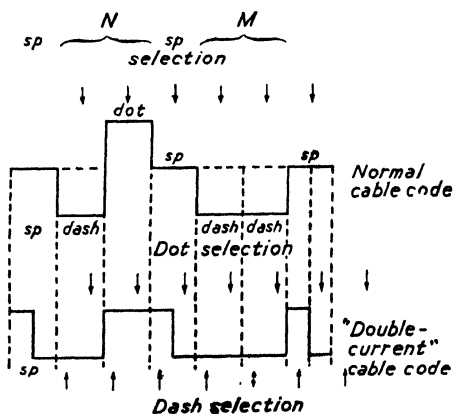 N M
sp sp
selection
dot
sp sp
Normal
cable code
sp dash dash dash
Dot selection
"Double-
current"
cable code
sp
Dash selection